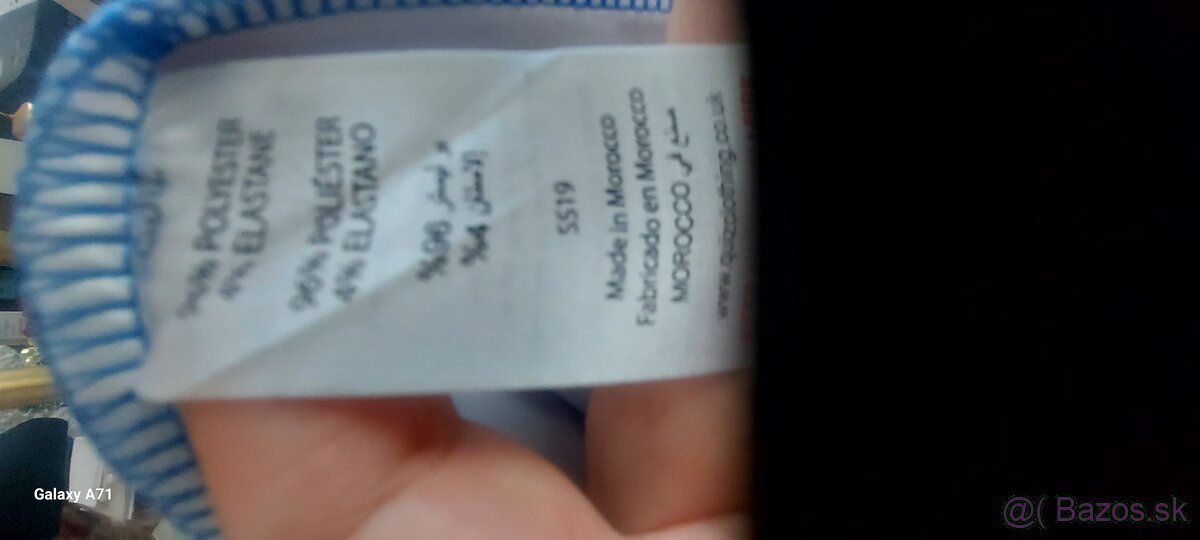 96% POLYESTER
4% ELASTANE
96% POLIÉSTER
4% ELASTANO
%96 بوليستر
%4 الاستان
SS19
Made in Morocco
Fabricado en Morocco
MOROCCO صنع في
www.quizclothing.co.uk
Galaxy A71
@( Bazos.sk